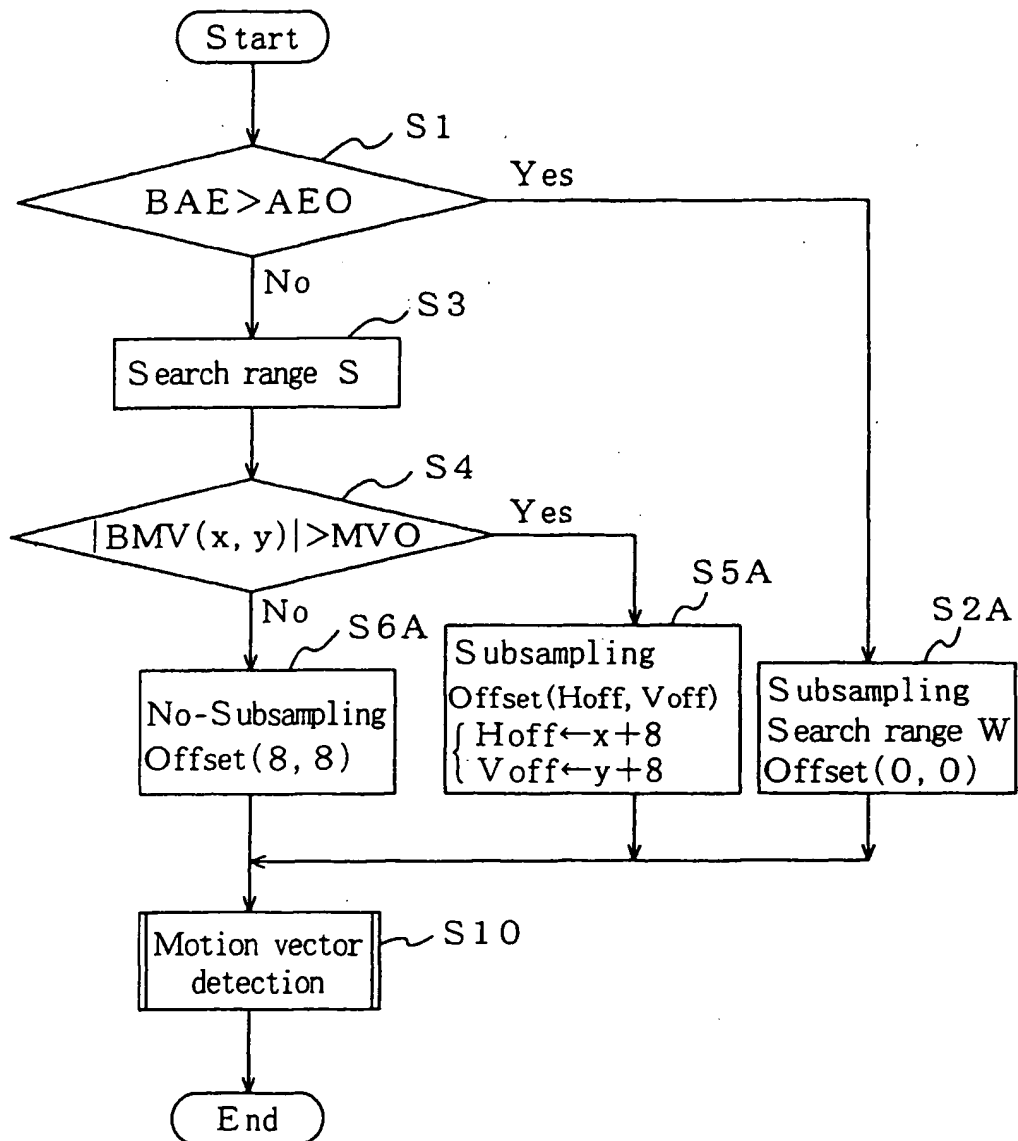 Start
S1
BAE>AEO
Yes
No
S3
Search range S
S4
|BMV(x, y)|>MVO
Yes
No
S6A
No-Subsampling
Offset(8, 8)
S5A
Subsampling
Offset(Hoff, Voff)
{ Hoff←x+8
Voff←y+8
S2A
Subsampling
Search range W
Offset(0, 0)
S10
Motion vector
detection
End